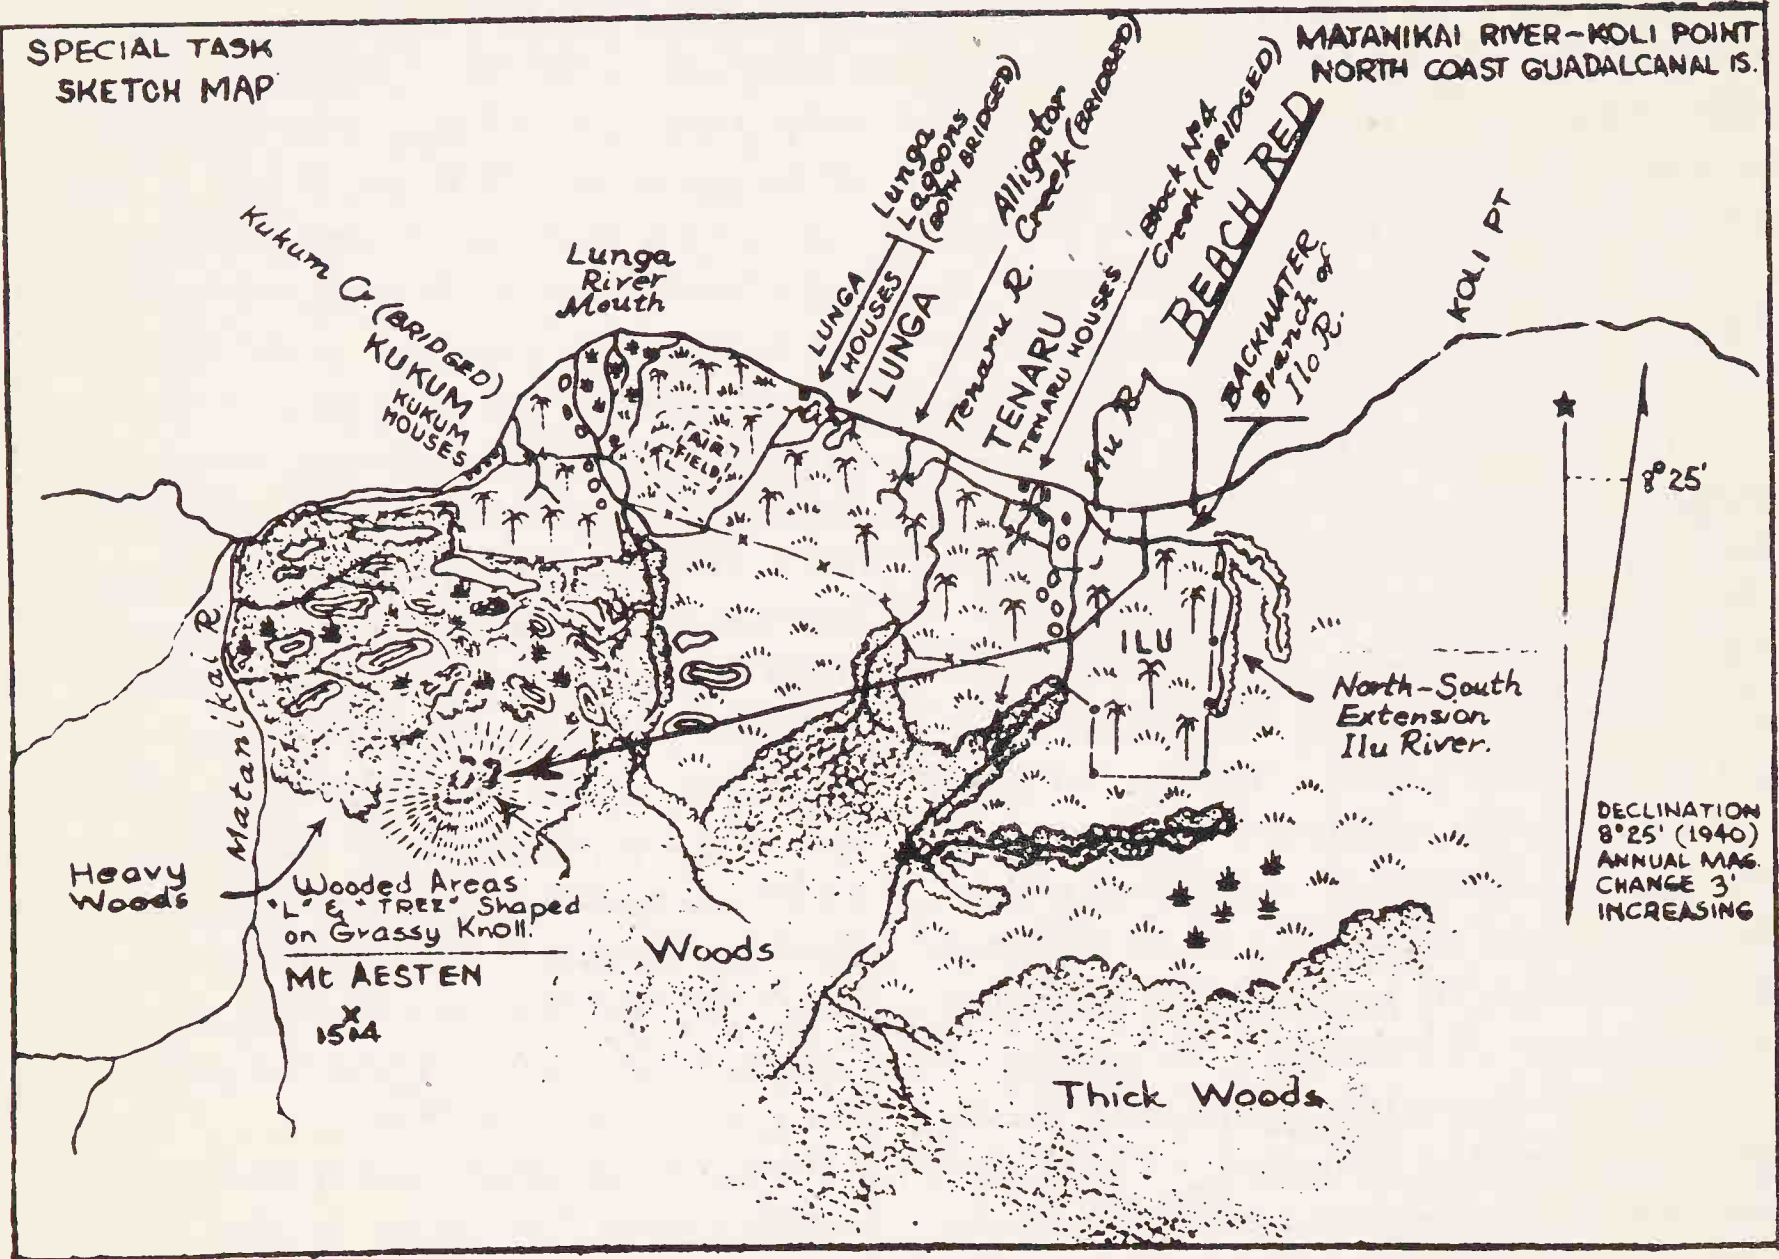 SPECIAL TASK
SKETCH MAP
MATANIKAI RIVER-KOLI POINT
NORTH COAST GUADALCANAL IS.
Kukum Cr. (BRIDGED)
KUKUM
KUKUM
HOUSES
Lunga
River
Mouth
LUNGA
HOUSES
LUNGA
Lunga
Lagoons
(BOTH BRIDGED)
Alligator
Creek (BRIDGED)
Tenaru R.
TENARU
TENARU HOUSES
Block No. 4
Creek (BRIDGED)
BEACH RED
Ilu R.
BACKWATER
Branch of
Ilo R.
KOLI PT
AIR
FIELD
8°25'
ILU
North-South
Extension
Ilu River.
Matanikai R
Heavy
Woods
Wooded Areas
"L" & "TREE" Shaped
on Grassy Knoll.
Mt AESTEN
X
1514
Woods
Thick Woods
DECLINATION
8°25' (1940)
ANNUAL MAG.
CHANGE 3'
INCREASING